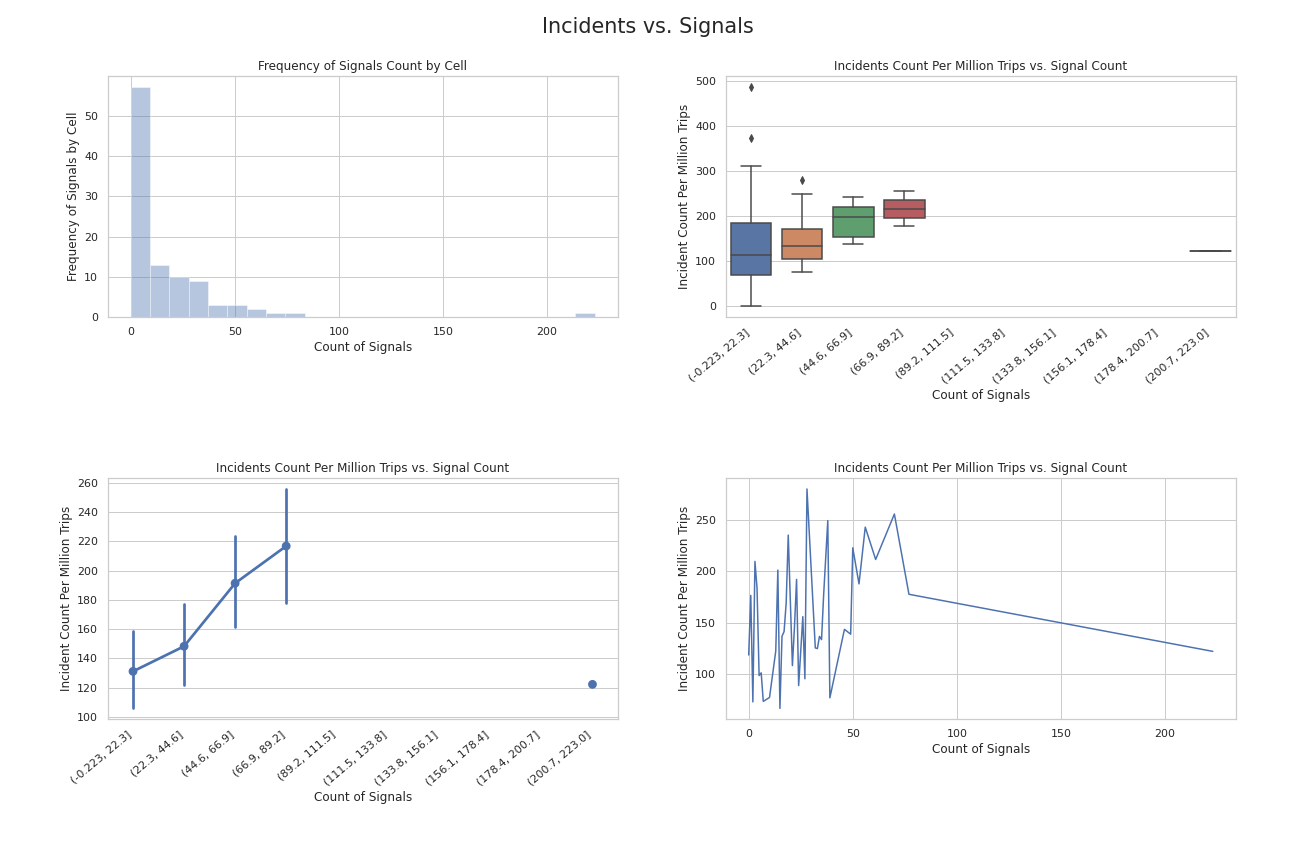 Incidents vs. Signals
Frequency of Signals Count by Cell
Frequency of Signals by Cell
50
40
30
20
10
0
0 50 100 150 200
Count of Signals
Incidents Count Per Million Trips vs. Signal Count
Incident Count Per Million Trips
500
400
300
200
100
0
(-0.223, 22.3] (22.3, 44.6] (44.6, 66.9] (66.9, 89.2] (89.2, 111.5] (111.5, 133.8] (133.8, 156.1] (156.1, 178.4] (178.4, 200.7] (200.7, 223.0]
Count of Signals
Incidents Count Per Million Trips vs. Signal Count
Incident Count Per Million Trips
260
240
220
200
180
160
140
120
100
(-0.223, 22.3] (22.3, 44.6] (44.6, 66.9] (66.9, 89.2] (89.2, 111.5] (111.5, 133.8] (133.8, 156.1] (156.1, 178.4] (178.4, 200.7] (200.7, 223.0]
Count of Signals
Incidents Count Per Million Trips vs. Signal Count
Incident Count Per Million Trips
250
200
150
100
0 50 100 150 200
Count of Signals